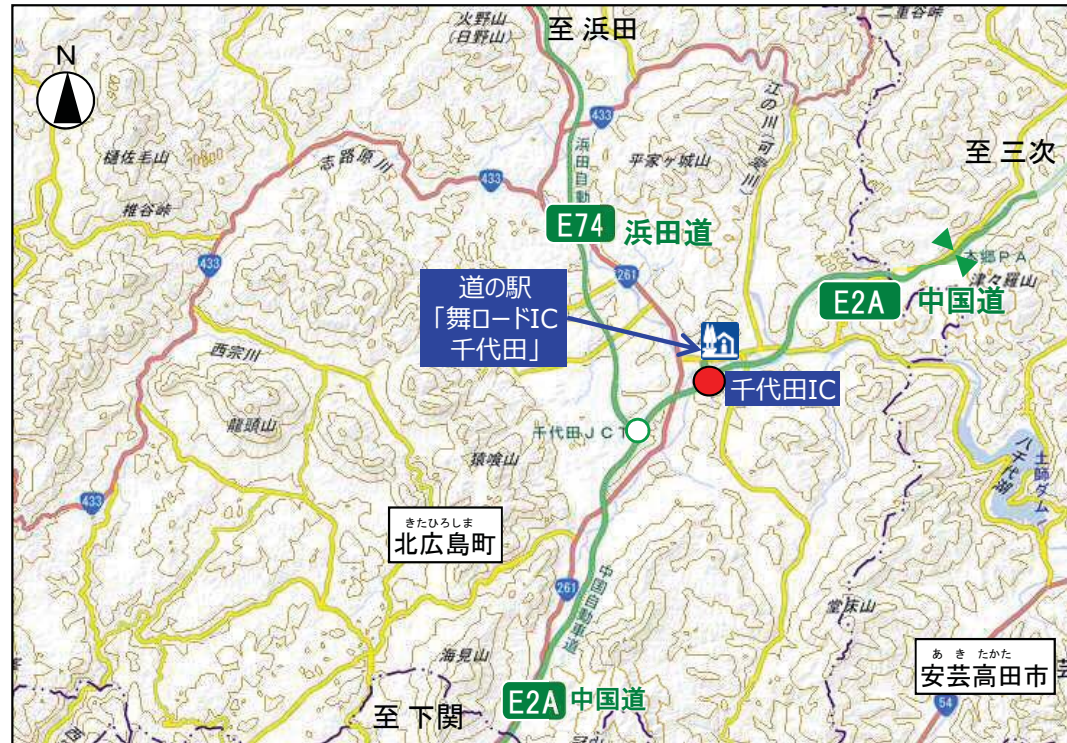 火野山
(日野山)
至 浜田
二重谷峠
N
433
江の川(可愛川)
樋佐毛山
志路原川
浜田自動
平家ヶ城山
至 三次
椎谷峠
433
E74 浜田道
本郷PA
433
261
津々羅山
道の駅
「舞ロードIC
千代田」
E2A 中国道
西宗川
千代田IC
龍頭山
千代田JCT
猿喰山
八千代湖
土師ダム
433
きたひろしま
北広島町
中国自動車道
261
堂床山
海見山
あきたかた
安芸高田市
芸
E2A 中国道
至 下関
54